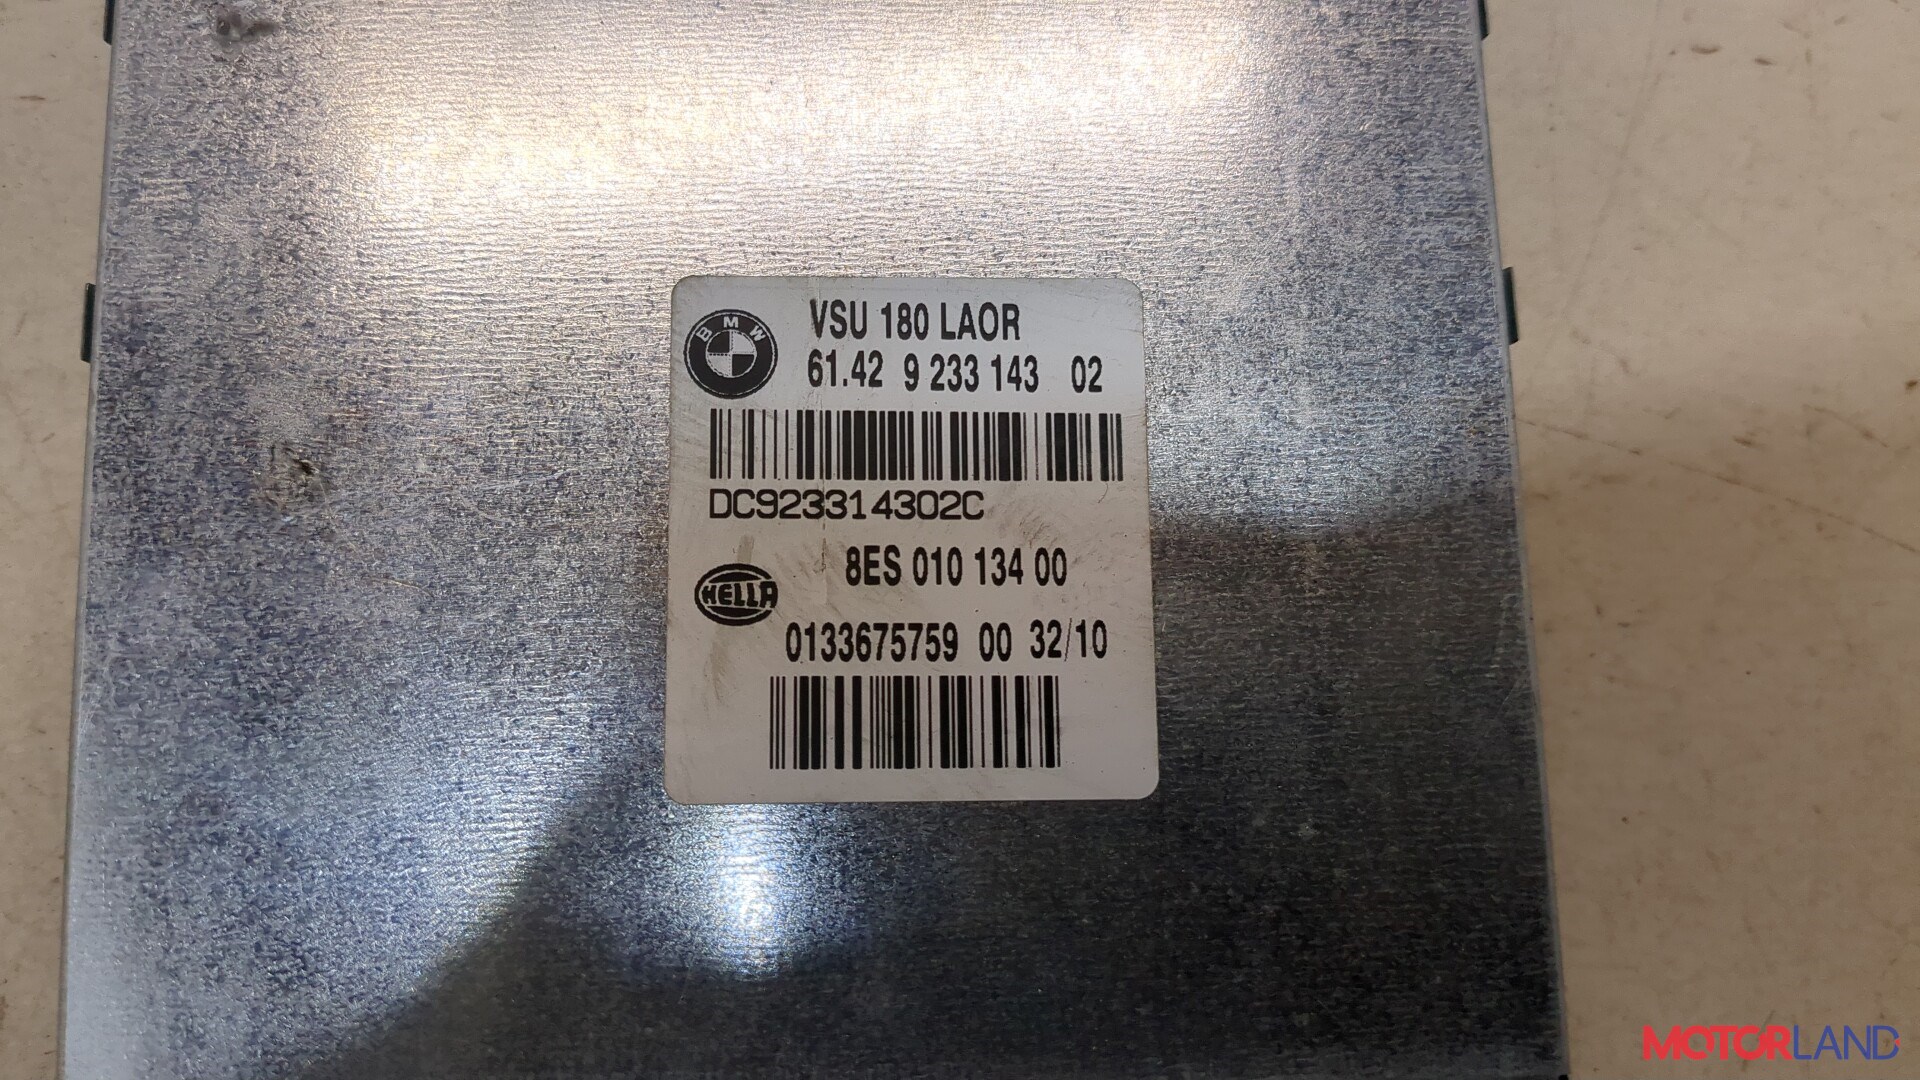 BMW
VSU 180 LAOR
61.42 9 233 143 02
DC923314302C
8ES 010 134 00
HELLA
0133675759 00 32/10
MOTORLAND